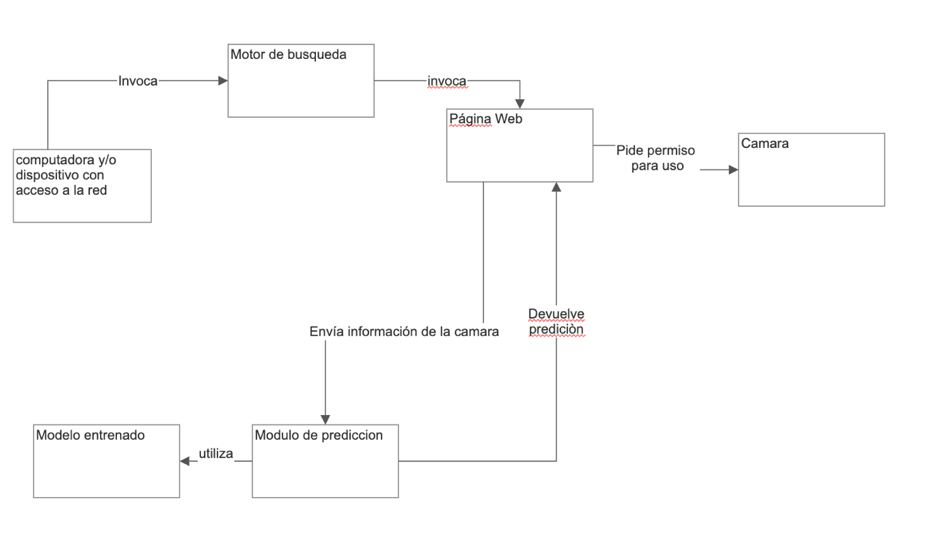 Motor de busqueda
Invoca
invoca
Página Web
Pide permiso
para uso
Camara
computadora y/o
dispositivo con
acceso a la red
Devuelve
prediciòn
Envía información de la camara
Modelo entrenado
utiliza
Modulo de prediccion